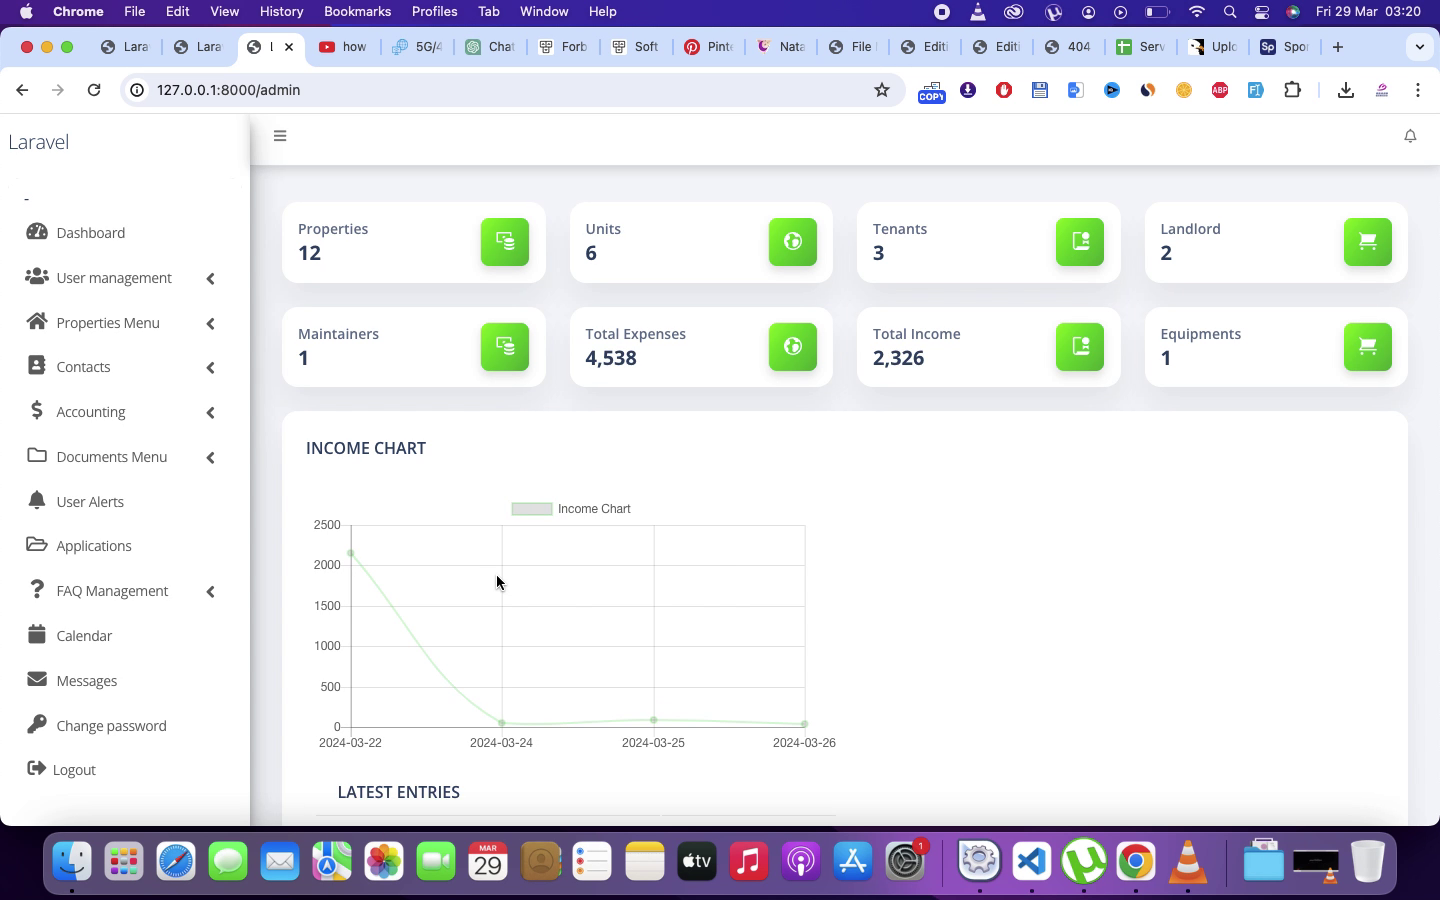 Chrome File Edit View History Bookmarks Profiles Tab Window Help Fri 29 Mar 03:20
Lara Lara how 5G/4 Chat Forb Soft Pinte Nata File Editi Editi 404 Serv Uplo Sp Spor
127.0.0.1:8000/admin COPY ABP
Laravel
-
Dashboard
User management
Properties Menu
Contacts
Accounting
Documents Menu
User Alerts
Applications
FAQ Management
Calendar
Messages
Change password
Logout
Properties
12
Units
6
Tenants
3
Landlord
2
Maintainers
1
Total Expenses
4,538
Total Income
2,326
Equipments
1
INCOME CHART
Income Chart
2500
2000
1500
1000
500
0
2024-03-22 2024-03-24 2024-03-25 2024-03-26
LATEST ENTRIES
MAR
29
tv
1